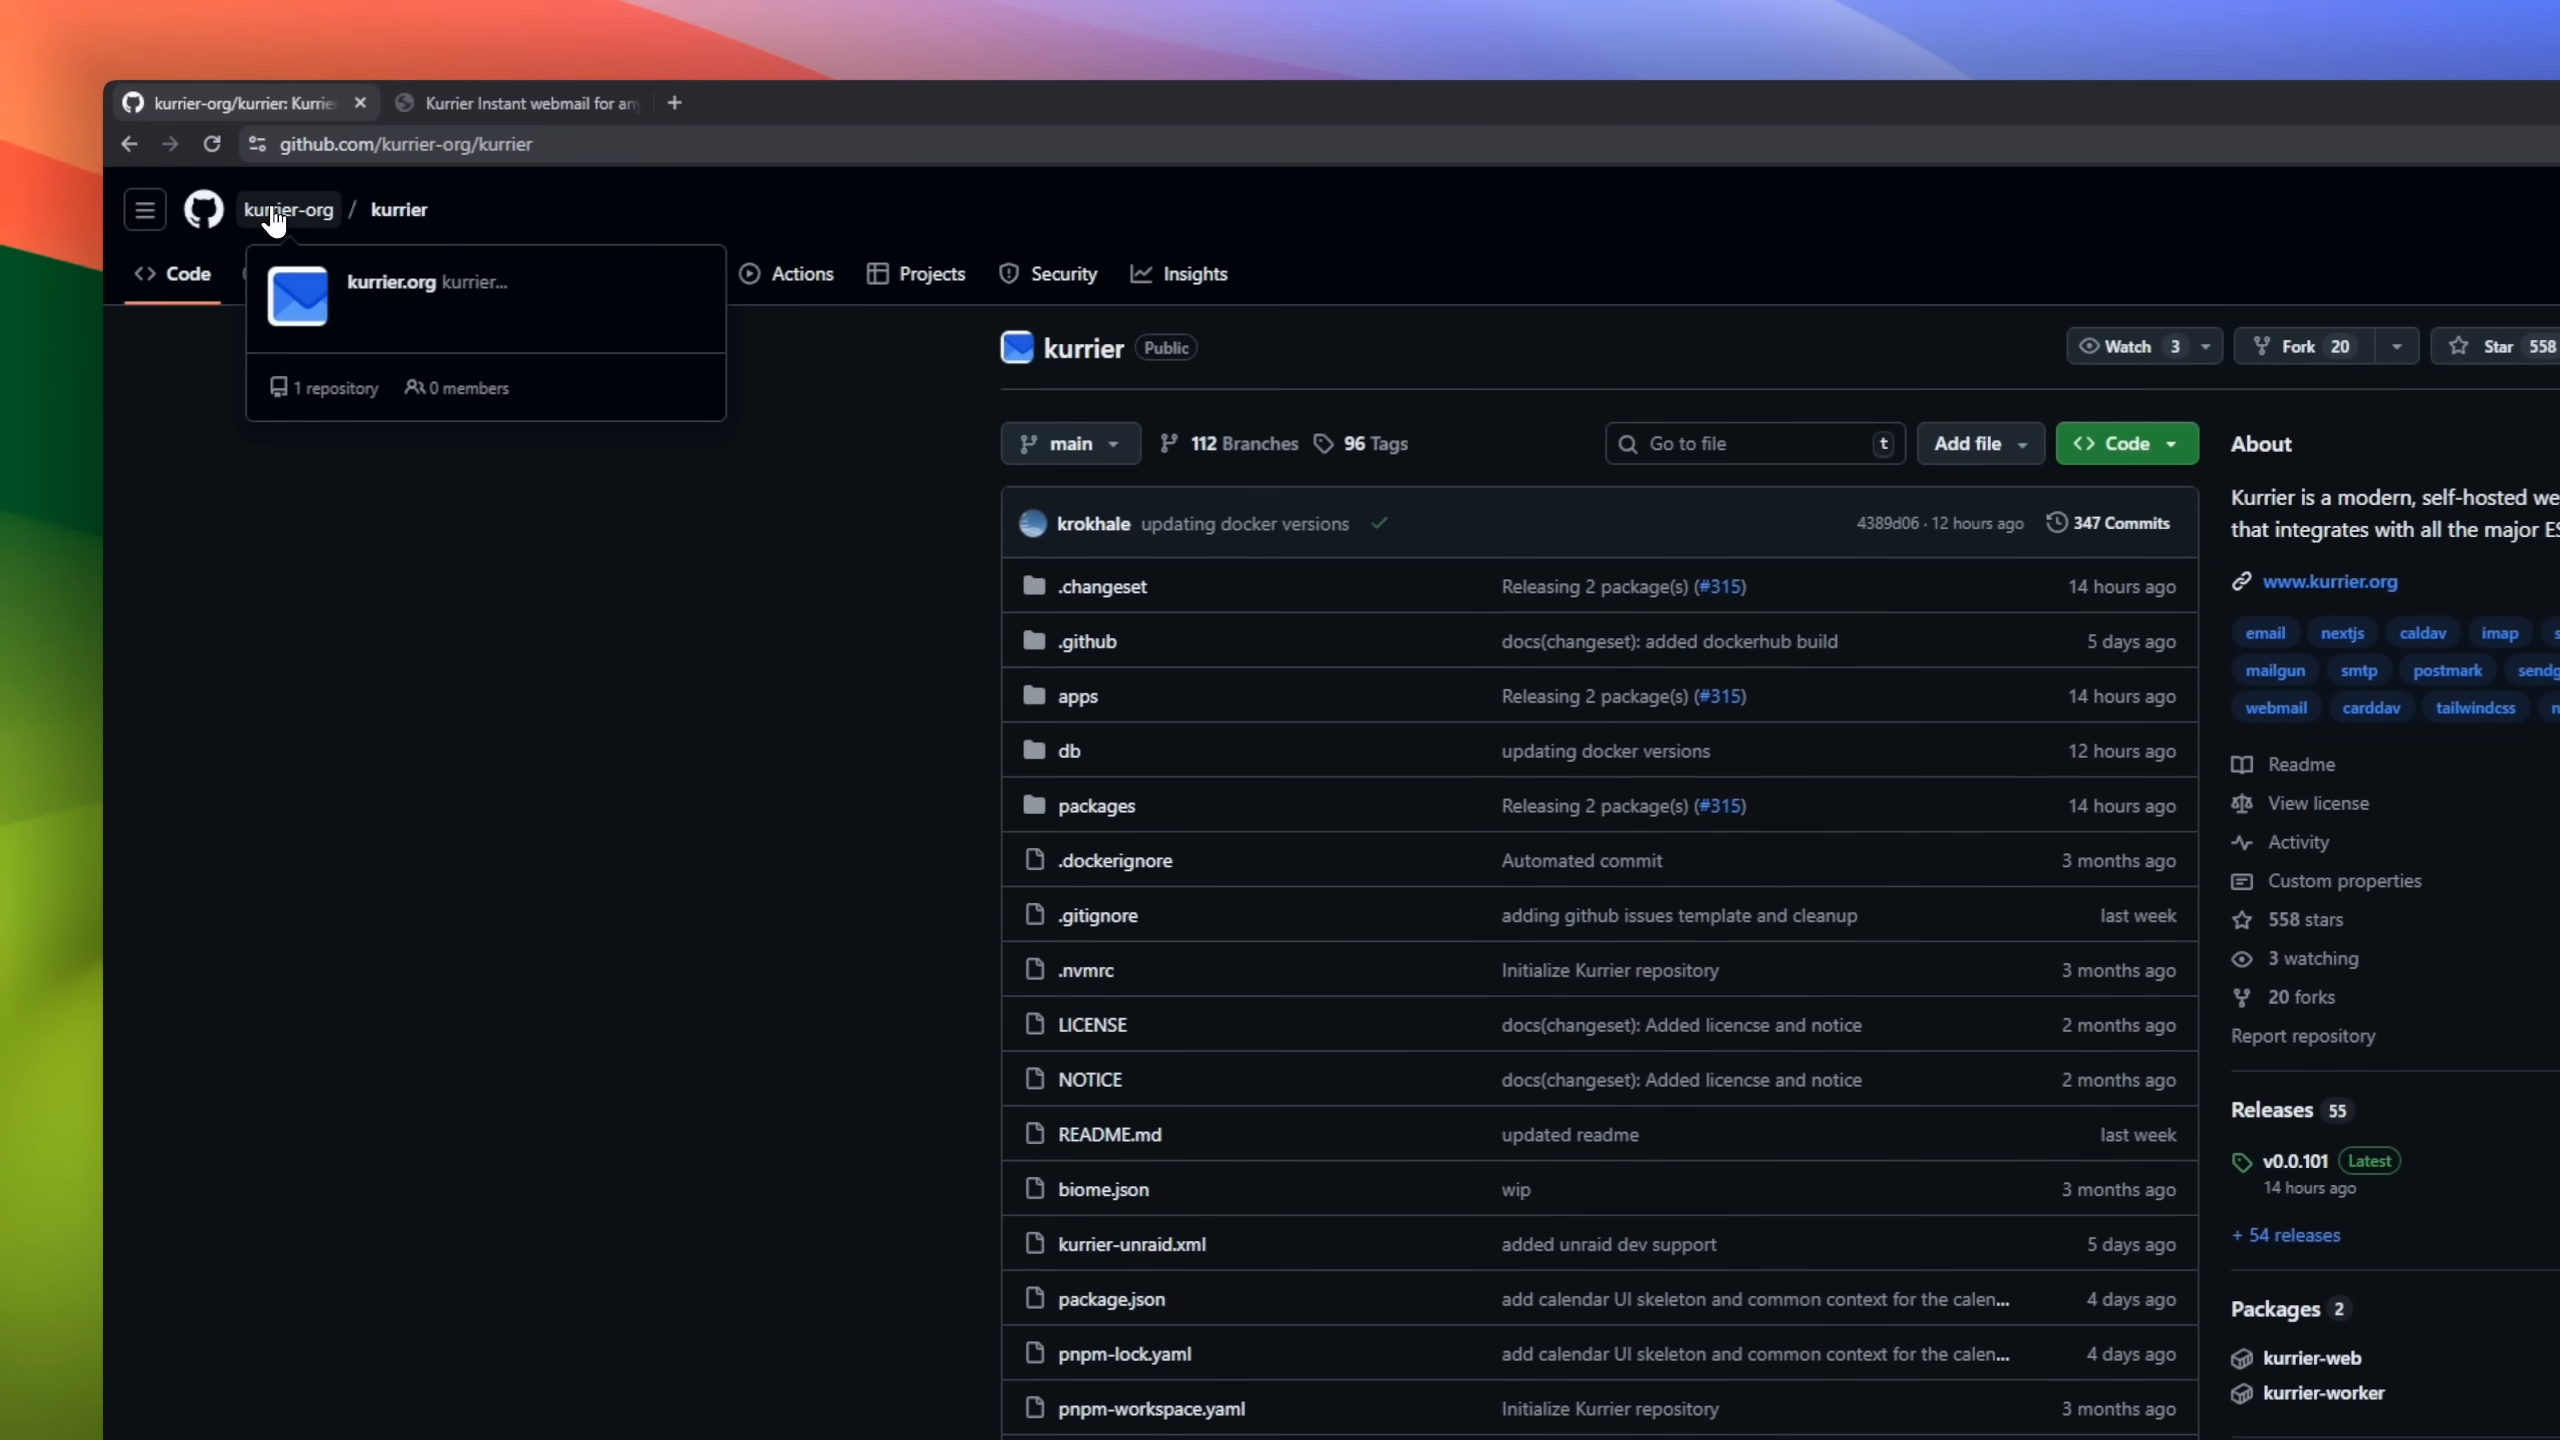 kurrier-org/kurrier: Kurrie
Kurrier Instant webmail for any
github.com/kurrier-org/kurrier
kurrier-org / kurrier
Code
Actions
Projects
Security
Insights
kurrier.org kurrier...
1 repository
0 members
kurrier Public
Watch 3
Fork 20
Star 558
main
112 Branches
96 Tags
Go to file t
Add file
Code
krokhale updating docker versions
4389d06 · 12 hours ago
347 Commits
.changeset Releasing 2 package(s) (#315) 14 hours ago
.github docs(changeset): added dockerhub build 5 days ago
apps Releasing 2 package(s) (#315) 14 hours ago
db updating docker versions 12 hours ago
packages Releasing 2 package(s) (#315) 14 hours ago
.dockerignore Automated commit 3 months ago
.gitignore adding github issues template and cleanup last week
.nvmrc Initialize Kurrier repository 3 months ago
LICENSE docs(changeset): Added licencse and notice 2 months ago
NOTICE docs(changeset): Added licencse and notice 2 months ago
README.md updated readme last week
biome.json wip 3 months ago
kurrier-unraid.xml added unraid dev support 5 days ago
package.json add calendar UI skeleton and common context for the calen... 4 days ago
pnpm-lock.yaml add calendar UI skeleton and common context for the calen... 4 days ago
pnpm-workspace.yaml Initialize Kurrier repository 3 months ago
About
Kurrier is a modern, self-hosted we
that integrates with all the major ES
www.kurrier.org
email nextjs caldav imap s
mailgun smtp postmark sendg
webmail carddav tailwindcss n
Readme
View license
Activity
Custom properties
558 stars
3 watching
20 forks
Report repository
Releases 55
v0.0.101 Latest
14 hours ago
+ 54 releases
Packages 2
kurrier-web
kurrier-worker